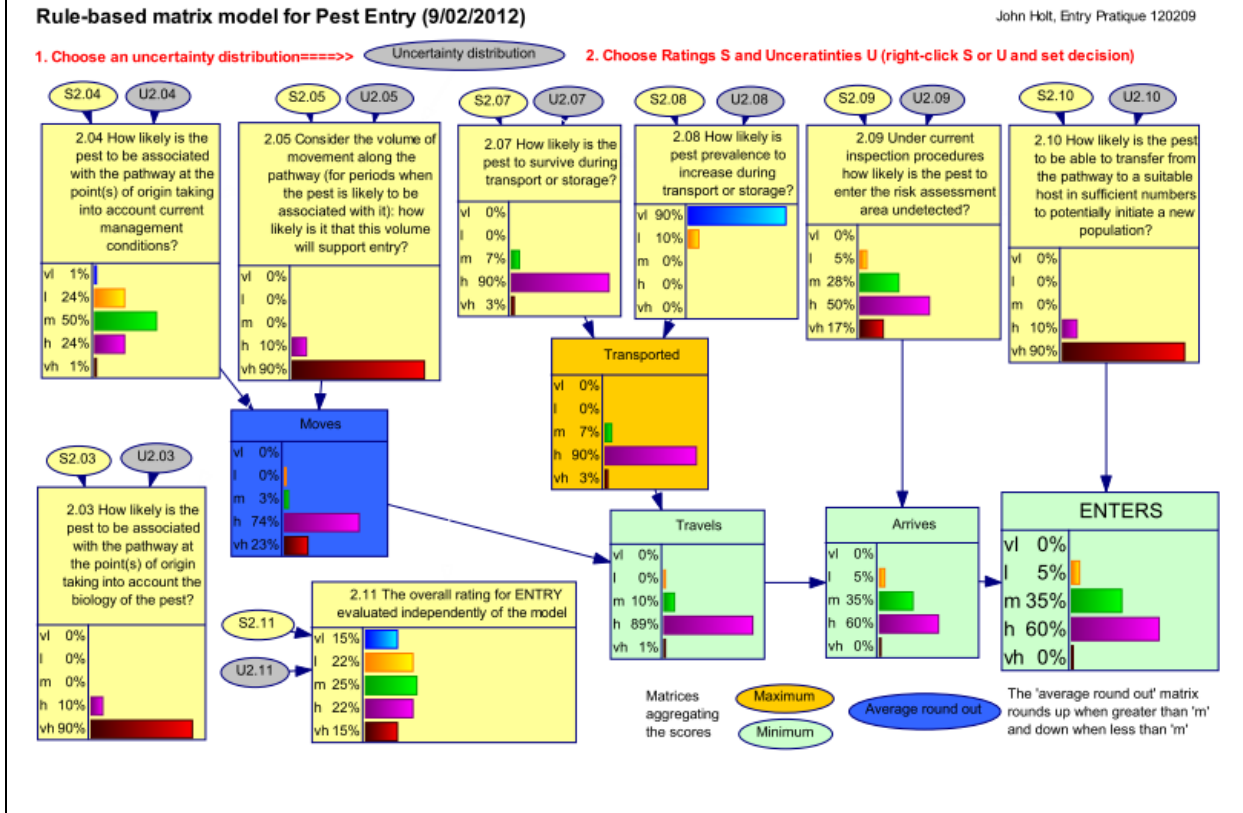 Rule-based matrix model for Pest Entry (9/02/2012)
John Holt, Entry Pratique 120209
1. Choose an uncertainty distribution====>>
Uncertainty distribution
2. Choose Ratings S and Uceratinties U (right-click S or U and set decision)
S2.04
U2.04
2.04 How likely is the
pest to be associated
with the pathway at the
point(s) of origin taking
into account current
management
conditions?
vl 1%
l 24%
m 50%
h 24%
vh 1%
S2.05
U2.05
2.05 Consider the volume of
movement along the
pathway (for periods when
the pest is likely to be
associated with it): how
likely is it that this volume
will support entry?
vl 0%
l 0%
m 0%
h 10%
vh 90%
S2.07
U2.07
2.07 How likely is the
pest to survive during
transport or storage?
vl 0%
l 0%
m 7%
h 90%
vh 3%
S2.08
U2.08
2.08 How likely is
pest prevalence to
increase during
transport or storage?
vl 90%
l 10%
m 0%
h 0%
vh 0%
S2.09
U2.09
2.09 Under current
inspection procedures
how likely is the pest to
enter the risk assessment
area undetected?
vl 0%
l 5%
m 28%
h 50%
vh 17%
S2.10
U2.10
2.10 How likely is the pest
to be able to transfer from
the pathway to a suitable
host in sufficient numbers
to potentially initiate a new
population?
vl 0%
l 0%
m 0%
h 10%
vh 90%
Transported
vl 0%
l 0%
m 7%
h 90%
vh 3%
Moves
vl 0%
l 0%
m 3%
h 74%
vh 23%
S2.03
U2.03
2.03 How likely is the
pest to be associated
with the pathway at
the point(s) of origin
taking into account the
biology of the pest?
vl 0%
l 0%
m 0%
h 10%
vh 90%
Travels
vl 0%
l 0%
m 10%
h 89%
vh 1%
Arrives
vl 0%
l 5%
m 35%
h 60%
vh 0%
ENTERS
vl 0%
l 5%
m 35%
h 60%
vh 0%
S2.11
U2.11
2.11 The overall rating for ENTRY
evaluated independently of the model
vl 15%
l 22%
m 25%
h 22%
vh 15%
Matrices
aggregating
the scores
Maximum
Minimum
Average round out
The 'average round out' matrix
rounds up when greater than 'm'
and down when less than 'm'